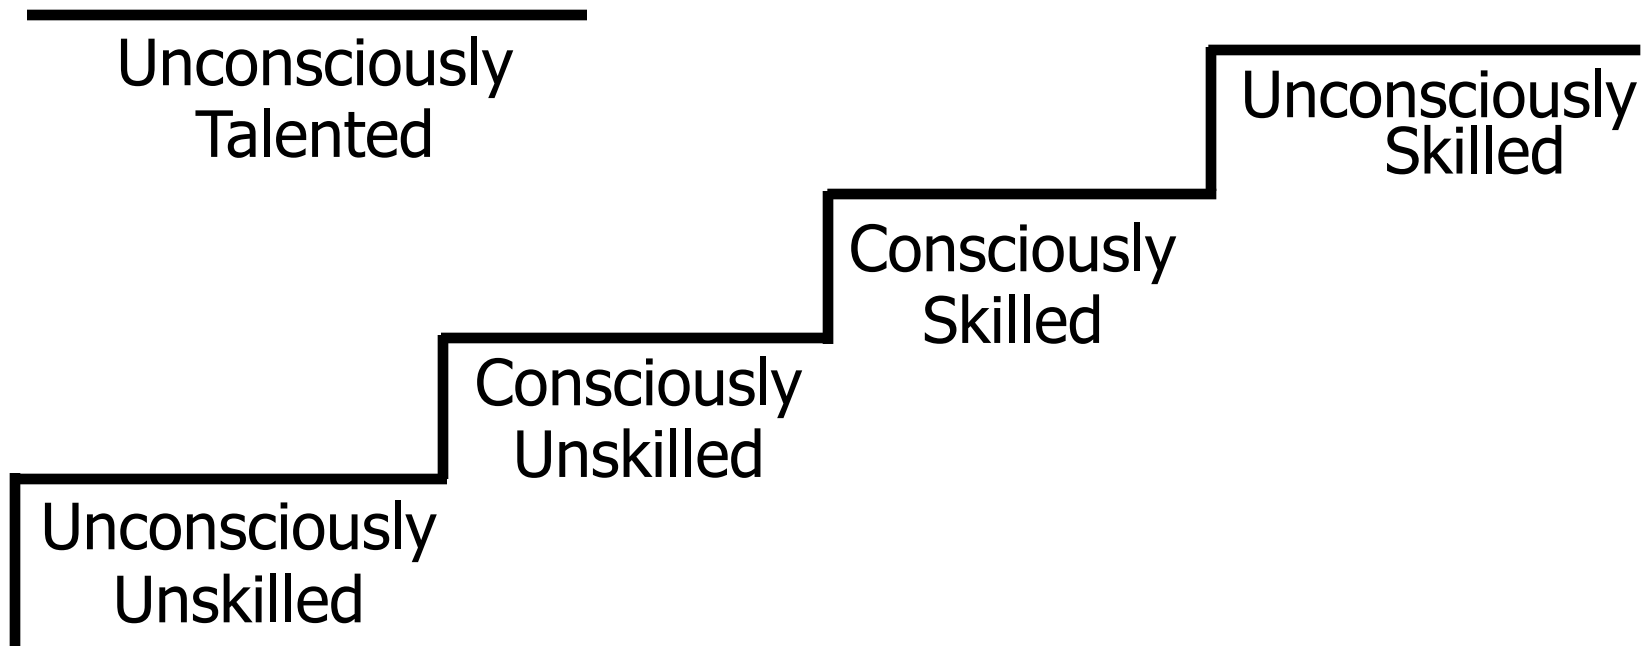 Unconsciously
Talented
Unconsciously
Skilled
Consciously
Skilled
Consciously
Unskilled
Unconsciously
Unskilled